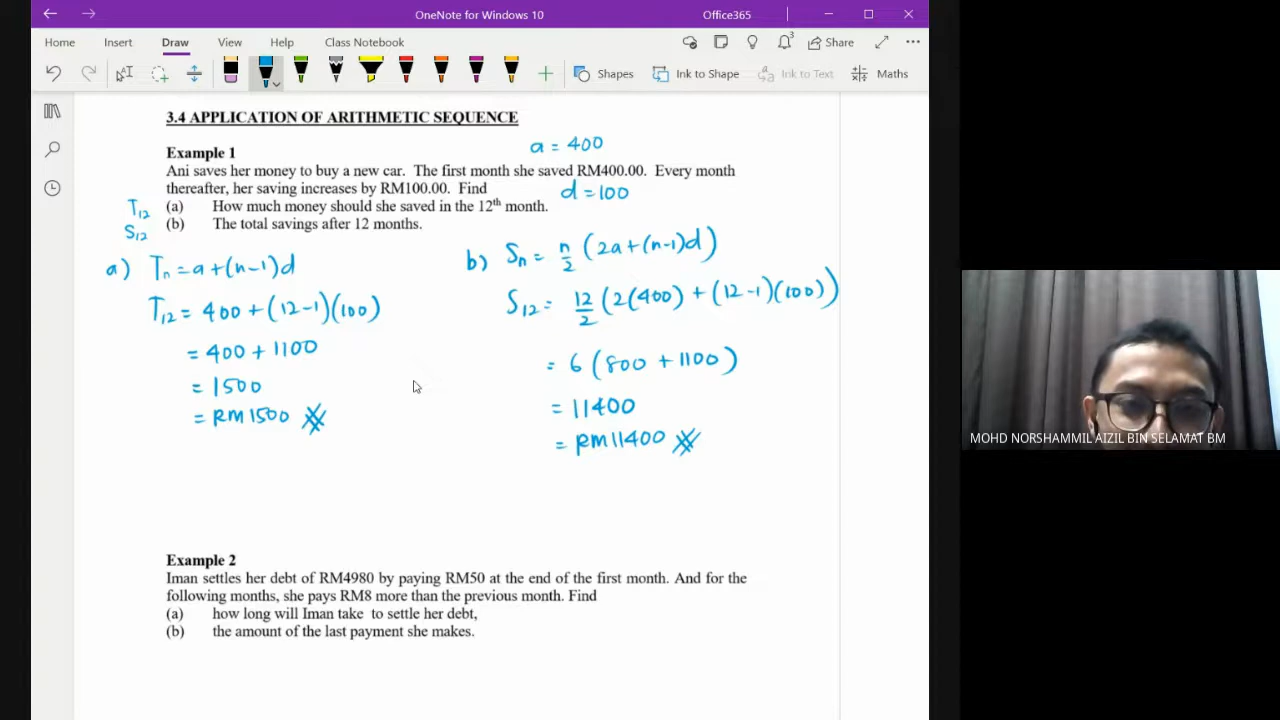 OneNote for Windows 10
Office365
Home Insert Draw View Help Class Notebook
3
Share
Shapes
Ink to Shape
Ink to Text
Maths
3.4 APPLICATION OF ARITHMETIC SEQUENCE
a = 400
Example 1
Ani saves her money to buy a new car. The first month she saved RM400.00. Every month
thereafter, her saving increases by RM100.00. Find
d = 100
T12 (a) How much money should she saved in the 12th month.
S12 (b) The total savings after 12 months.
a) Tn = a + (n-1)d
T12 = 400 + (12-1)(100)
= 400 + 1100
= 1500
= RM1500
b) Sn = n/2 (2a + (n-1)d)
S12 = 12/2 (2(400) + (12-1)(100))
= 6 (800 + 1100)
= 11400
= RM11400
MOHD NORSHAMMIL AIZIL BIN SELAMAT BM
Example 2
Iman settles her debt of RM4980 by paying RM50 at the end of the first month. And for the
following months, she pays RM8 more than the previous month. Find
(a) how long will Iman take to settle her debt,
(b) the amount of the last payment she makes.